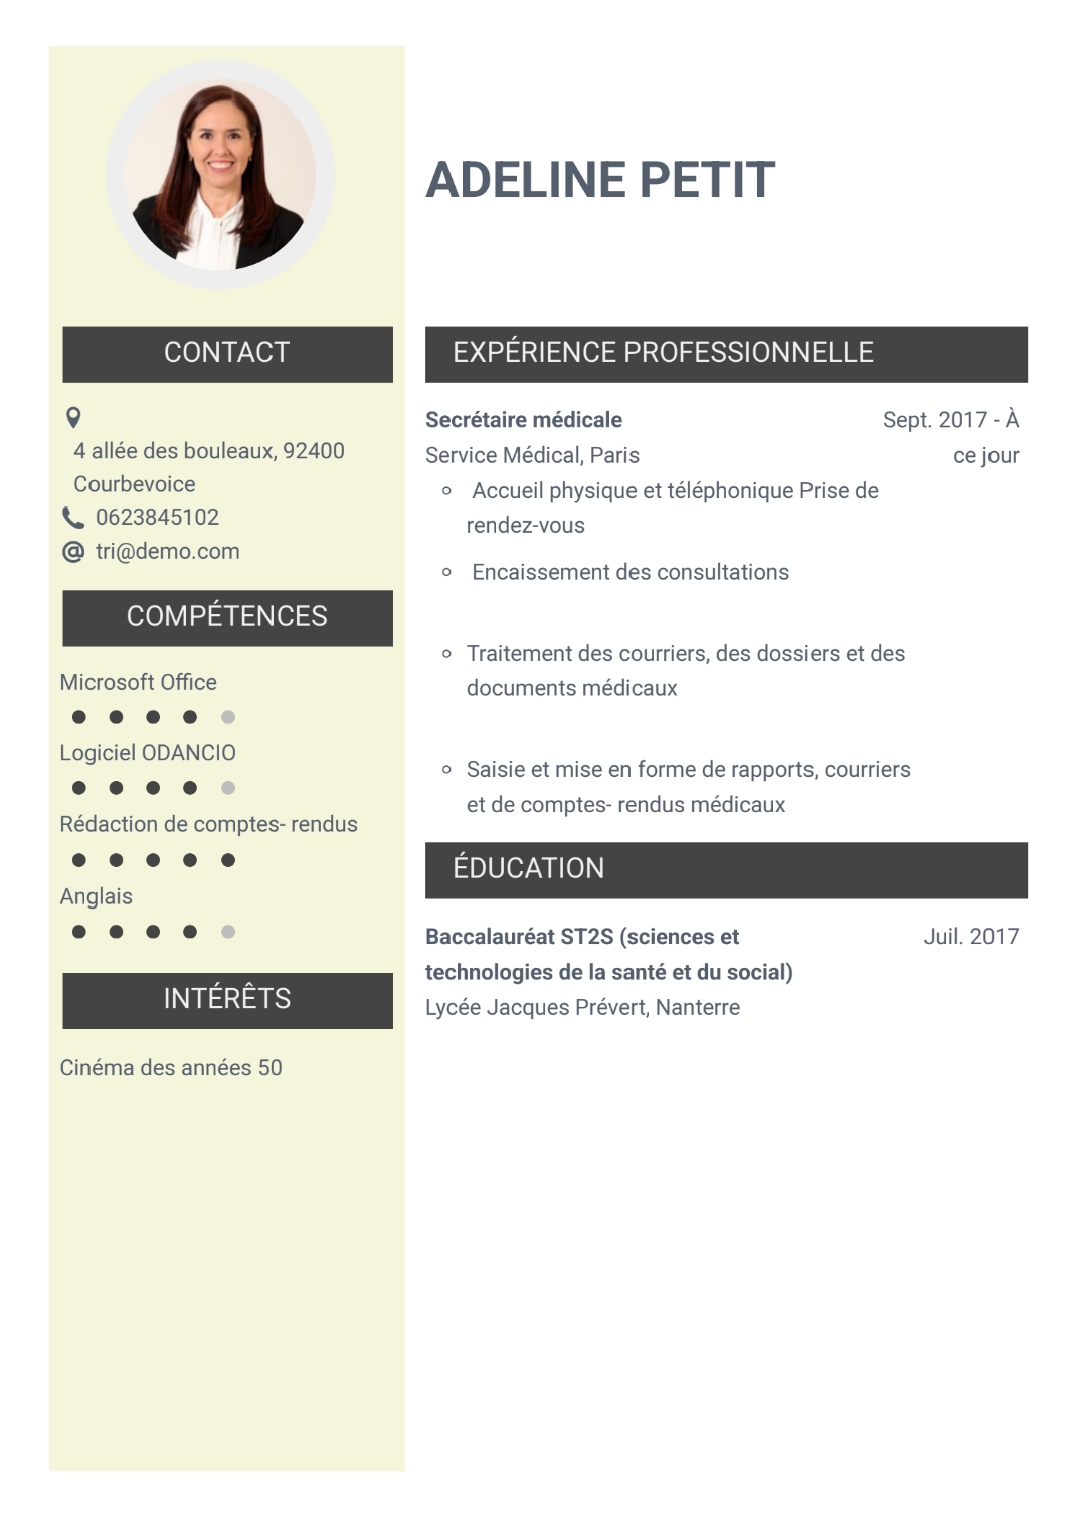 ADELINE PETIT
CONTACT
4 allée des bouleaux, 92400
Courbevoice
0623845102
@ tri@demo.com
COMPÉTENCES
Microsoft Office
Logiciel ODANCIO
Rédaction de comptes- rendus
Anglais
INTÉRÊTS
Cinéma des années 50
EXPÉRIENCE PROFESSIONNELLE
Secrétaire médicale Sept. 2017 - À
Service Médical, Paris ce jour
Accueil physique et téléphonique Prise de
rendez-vous
Encaissement des consultations
Traitement des courriers, des dossiers et des
documents médicaux
Saisie et mise en forme de rapports, courriers
et de comptes- rendus médicaux
ÉDUCATION
Baccalauréat ST2S (sciences et Juil. 2017
technologies de la santé et du social)
Lycée Jacques Prévert, Nanterre